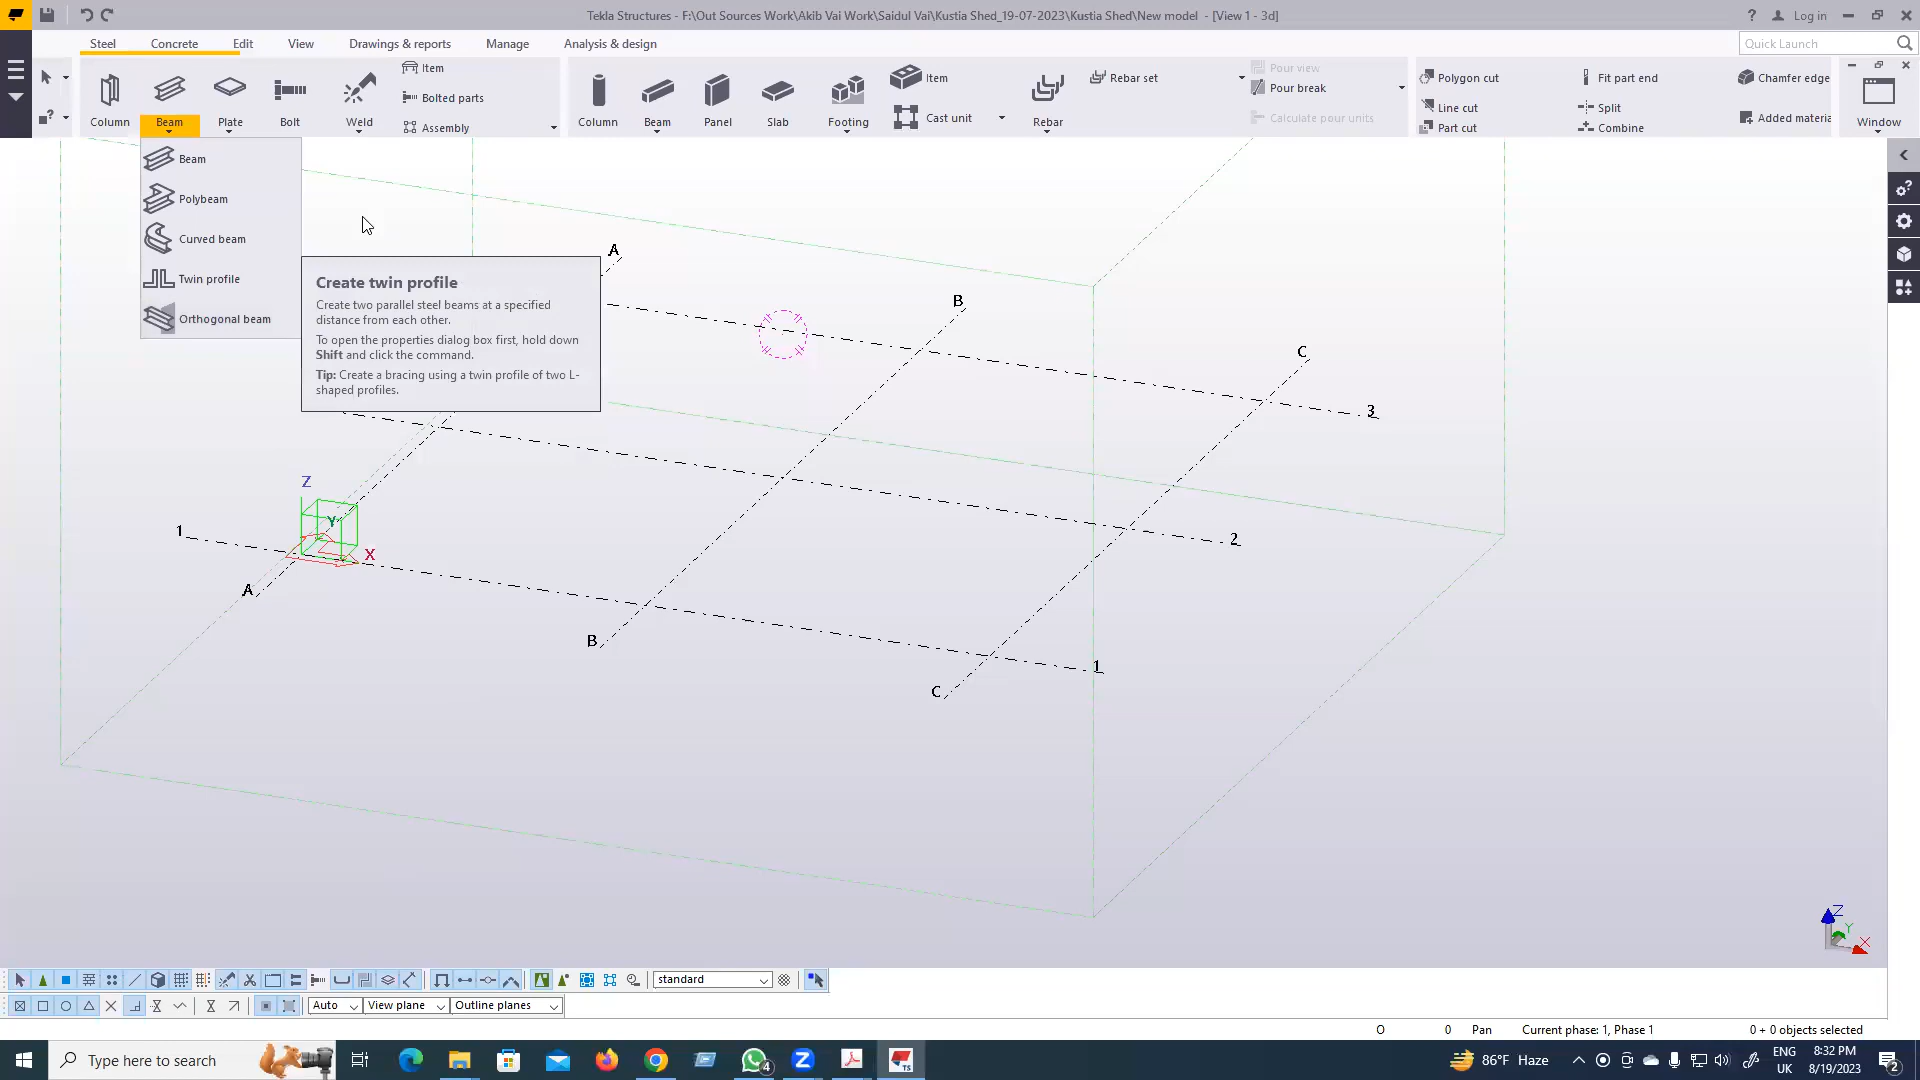 Tekla Structures - F:\Out Sources Work\Akib Vai Work\Saidul Vai\Kustia Shed_19-07-2023\Kustia Shed\New model - [View 1 - 3d]
? Log in
Steel Concrete Edit View Drawings & reports Manage Analysis & design
Quick Launch
Column
Beam
Plate
Bolt
Weld
Item
Bolted parts
Assembly
Column
Beam
Panel
Slab
Footing
Item
Cast unit
Rebar
Rebar set
Pour view
Pour break
Calculate pour units
Polygon cut
Line cut
Part cut
Fit part end
Split
Combine
Chamfer edge
Added materia
Window
Beam
Polybeam
Curved beam
Twin profile
Orthogonal beam
Create twin profile
Create two parallel steel beams at a specified
distance from each other.
To open the properties dialog box first, hold down
Shift and click the command.
Tip: Create a bracing using a twin profile of two L-
shaped profiles.
A
B
C
3
2
Z
Y
X
1
A
B
1
C
Z
Y
X
standard
Auto
View plane
Outline planes
O 0 Pan Current phase: 1, Phase 1 0 + 0 objects selected
Type here to search
4
TS
86°F Haze
ENG
UK
8:32 PM
8/19/2023
2